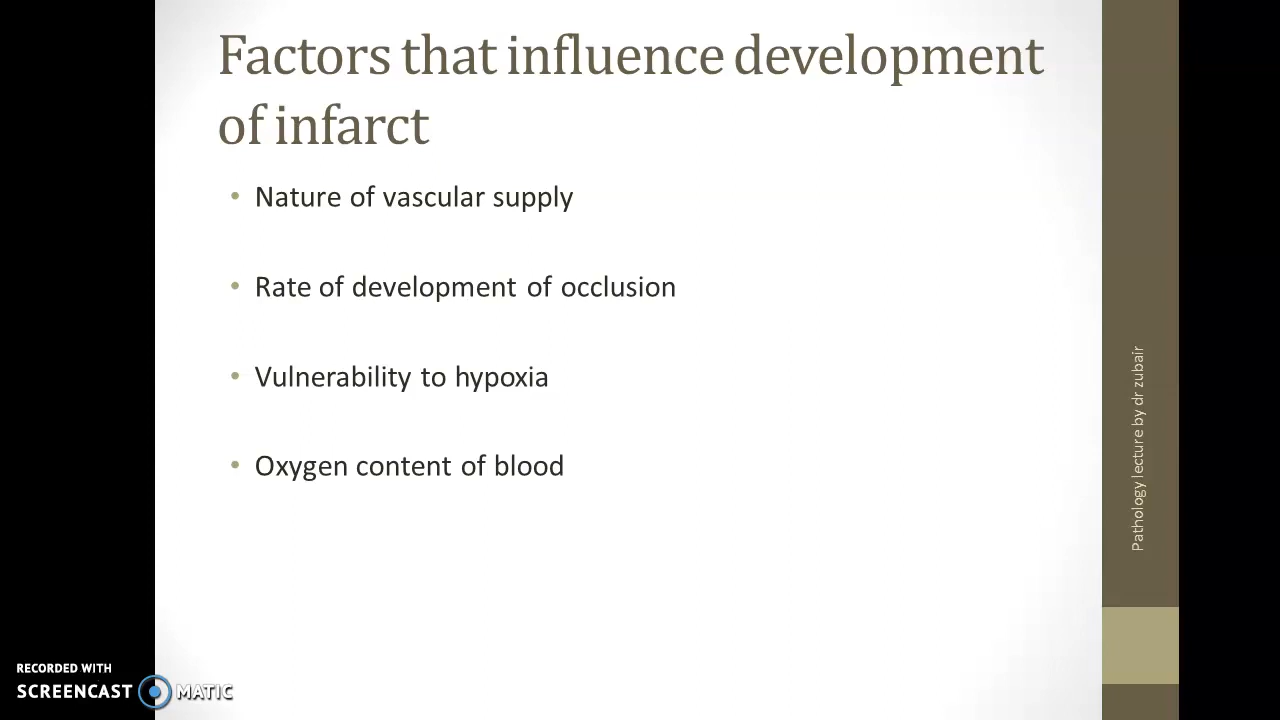 Factors that influence development
of infarct
• Nature of vascular supply
• Rate of development of occlusion
• Vulnerability to hypoxia
• Oxygen content of blood
Pathology lecture by dr zubair
RECORDED WITH
SCREENCAST MATIC